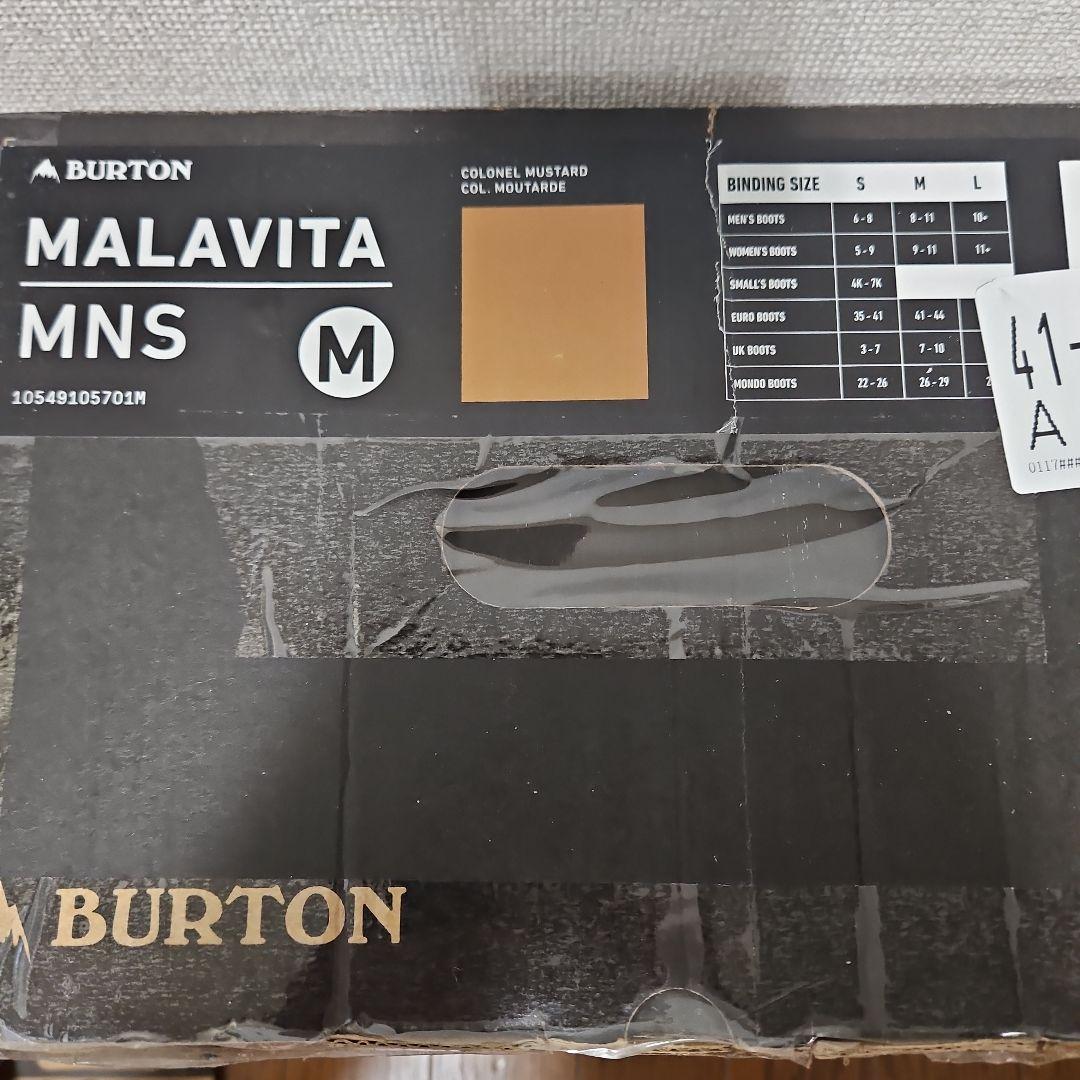 BURTON
MALAVITA
MNS
M
10549105701M
COLONEL MUSTARD
COL. MOUTARDE
BINDING SIZE S M L
MEN'S BOOTS 6-8 8-11 10+
WOMEN'S BOOTS 5-9 9-11 11+
SMALL'S BOOTS 4K-7K
EURO BOOTS 35-41 41-44
UK BOOTS 3-7 7-10
MONDO BOOTS 22-26 26-29 2
41-
A
0117###
BURTON